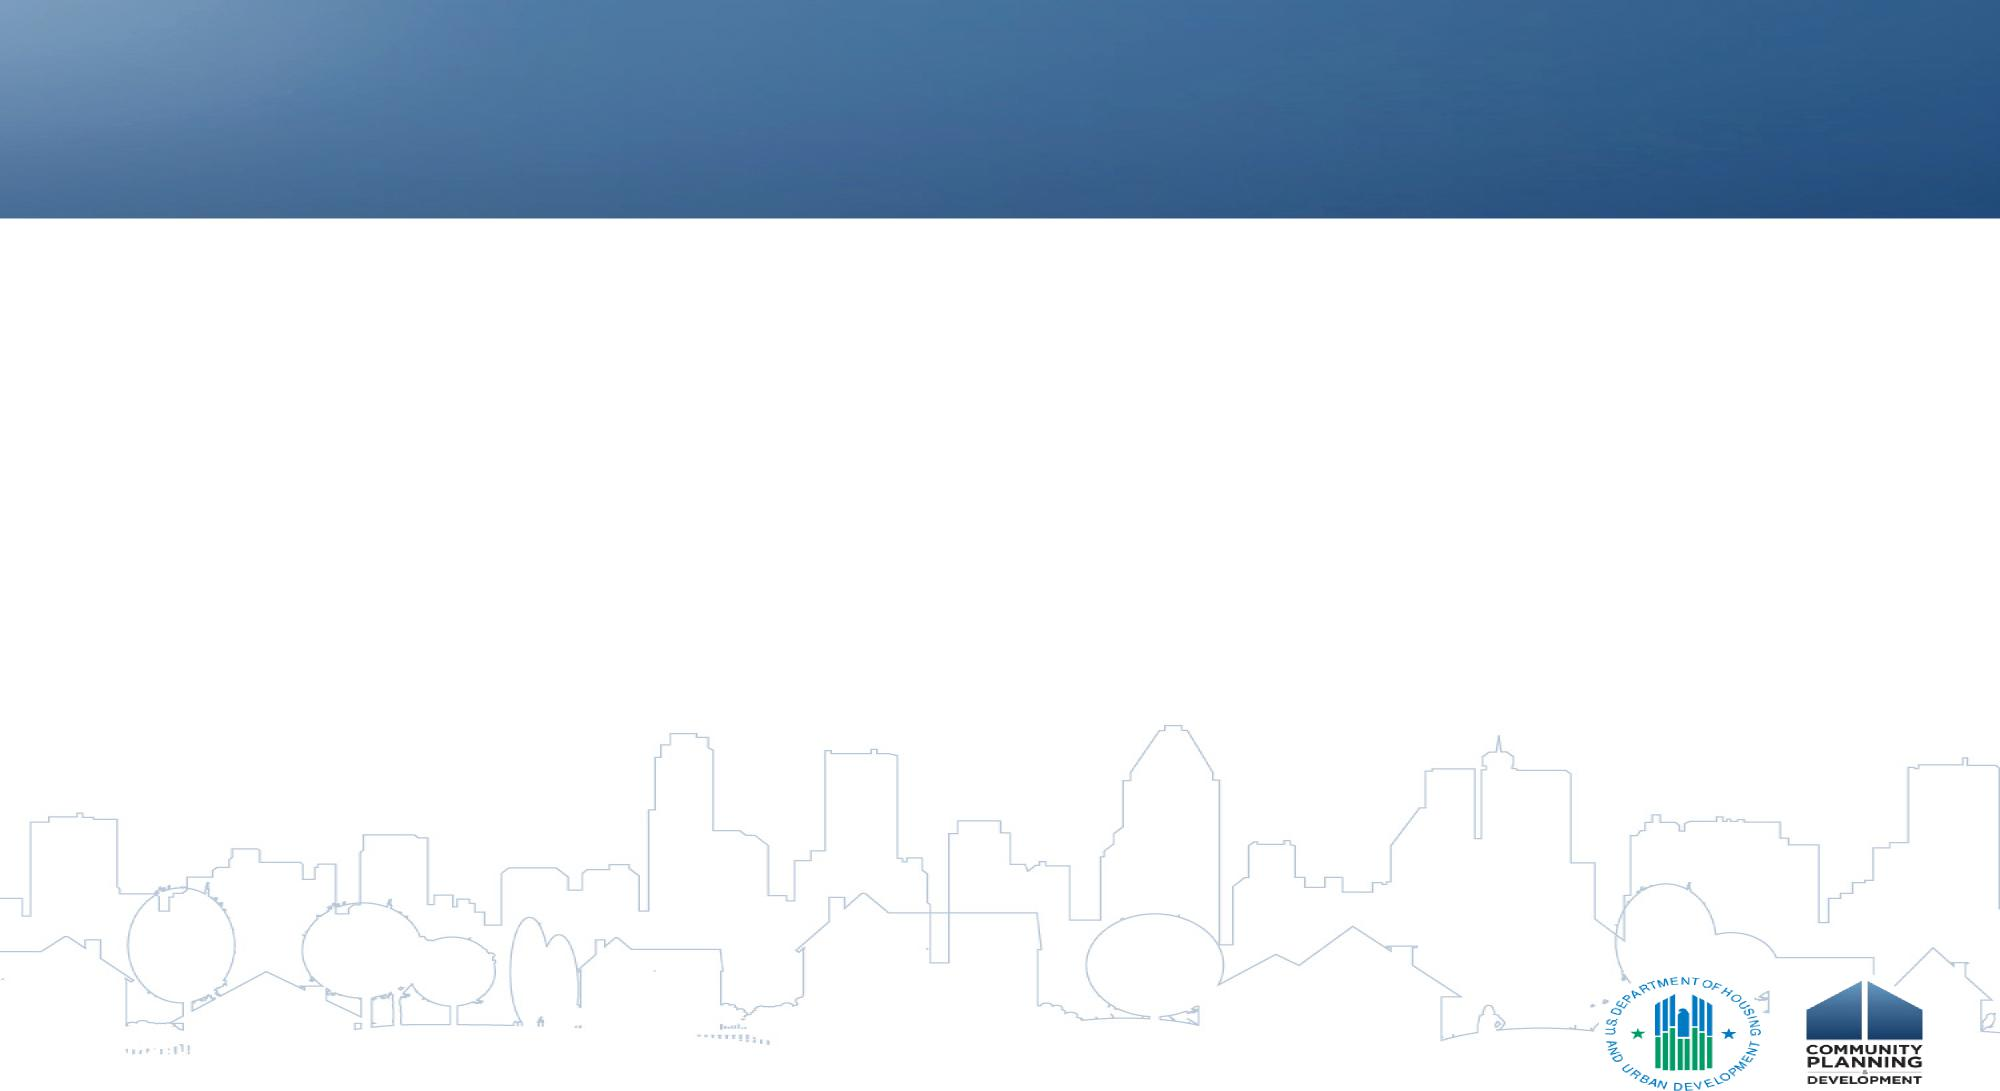 U.S. DEPARTMENT OF HOUSING
AND URBAN DEVELOPMENT
COMMUNITY
PLANNING
&
DEVELOPMENT